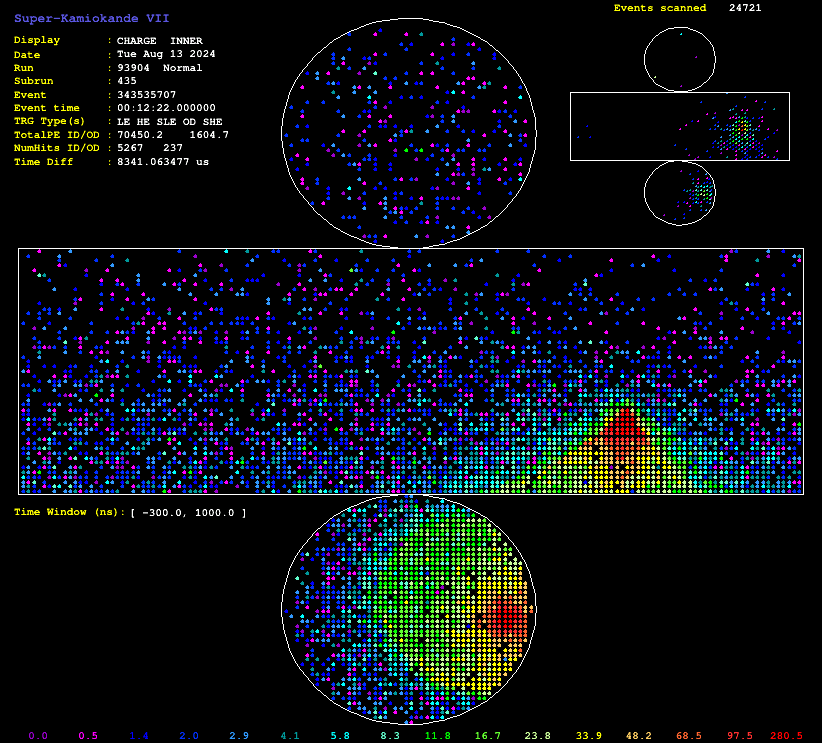 Super-Kamiokande VII
Events scanned 24721
Display : CHARGE INNER
Date : Tue Aug 13 2024
Run : 93904 Normal
Subrun : 435
Event : 343535707
Event time : 00:12:22.000000
TRG Type(s) : LE HE SLE OD SHE
TotalPE ID/OD : 70450.2 1604.7
NumHits ID/OD : 5267 237
Time Diff : 8341.063477 us
Time Window (ns): [ -300.0, 1000.0 ]
0.0 0.5 1.4 2.0 2.9 4.1 5.8 8.3 11.8 16.7 23.8 33.9 48.2 68.5 97.5 280.5